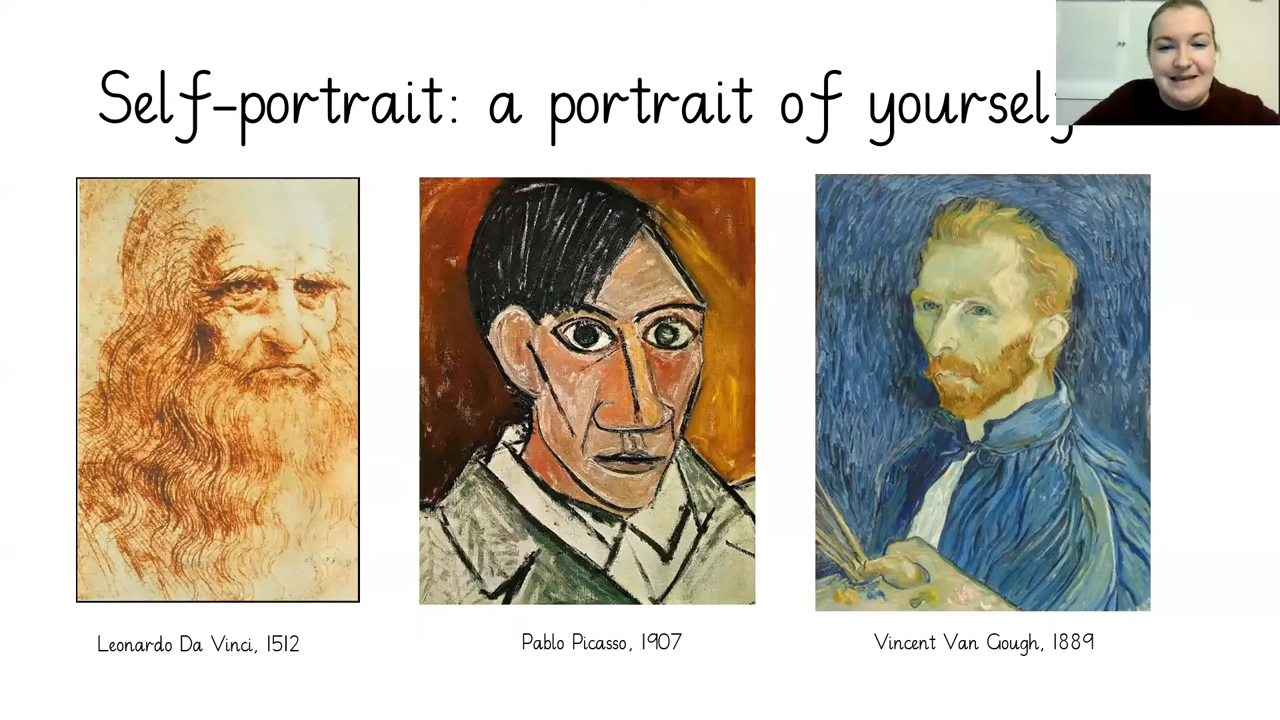 Self-portrait: a portrait of yourself
Leonardo Da Vinci, 1512
Pablo Picasso, 1907
Vincent Van Gough, 1889